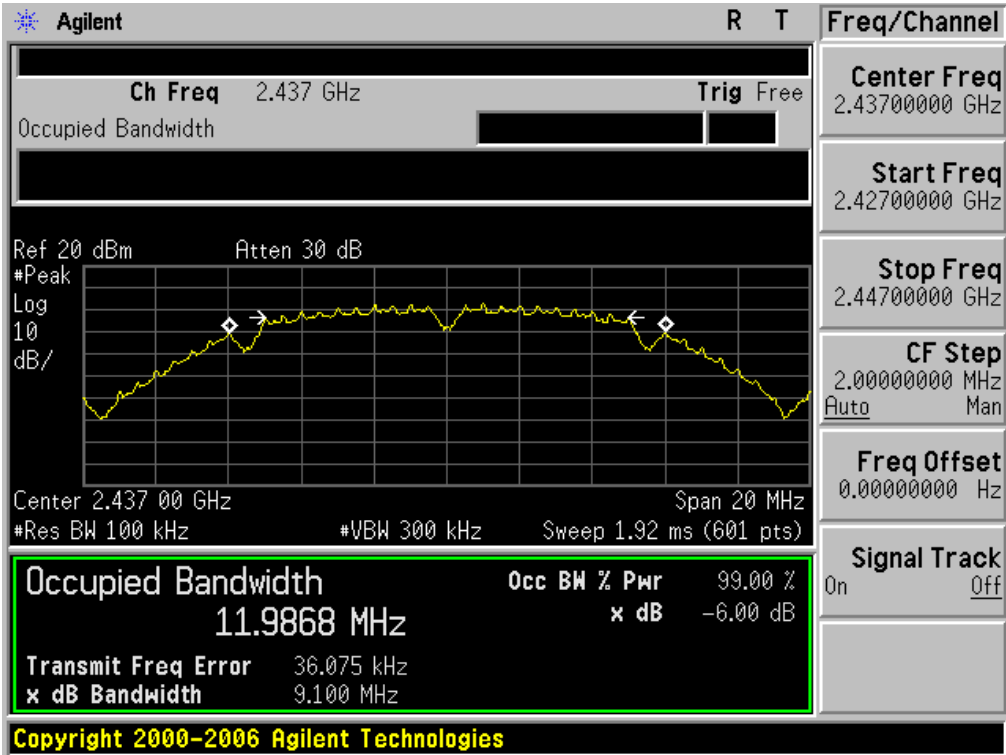 Agilent R T
Ch Freq 2.437 GHz Trig Free
Occupied Bandwidth
Ref 20 dBm Atten 30 dB
#Peak
Log
10
dB/
Center 2.437 00 GHz Span 20 MHz
#Res BW 100 kHz #VBW 300 kHz Sweep 1.92 ms (601 pts)
Occupied Bandwidth Occ BW % Pwr 99.00 %
11.9868 MHz x dB -6.00 dB
Transmit Freq Error 36.075 kHz
x dB Bandwidth 9.100 MHz
Copyright 2000-2006 Agilent Technologies
Freq/Channel
Center Freq
2.43700000 GHz
Start Freq
2.42700000 GHz
Stop Freq
2.44700000 GHz
CF Step
2.00000000 MHz
Auto Man
Freq Offset
0.00000000 Hz
Signal Track
On Off